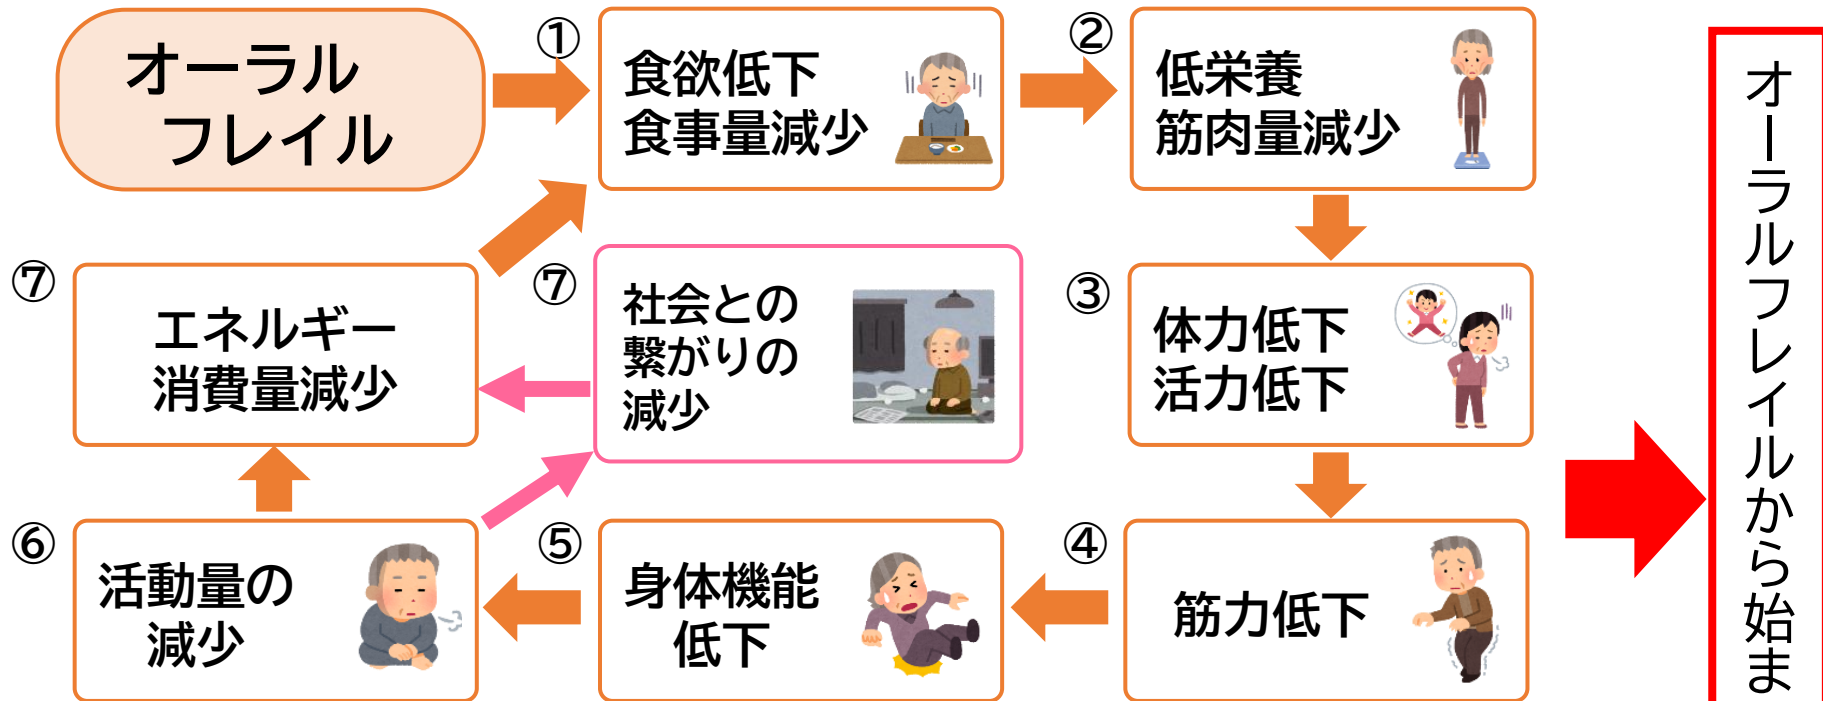 オーラル
フレイル
①
食欲低下
食事量減少
②
低栄養
筋肉量減少
③
体力低下
活力低下
④
筋力低下
⑤
身体機能
低下
⑥
活動量の
減少
⑦
エネルギー
消費量減少
⑦
社会との
繋がりの
減少
オーラルフレイルから始ま